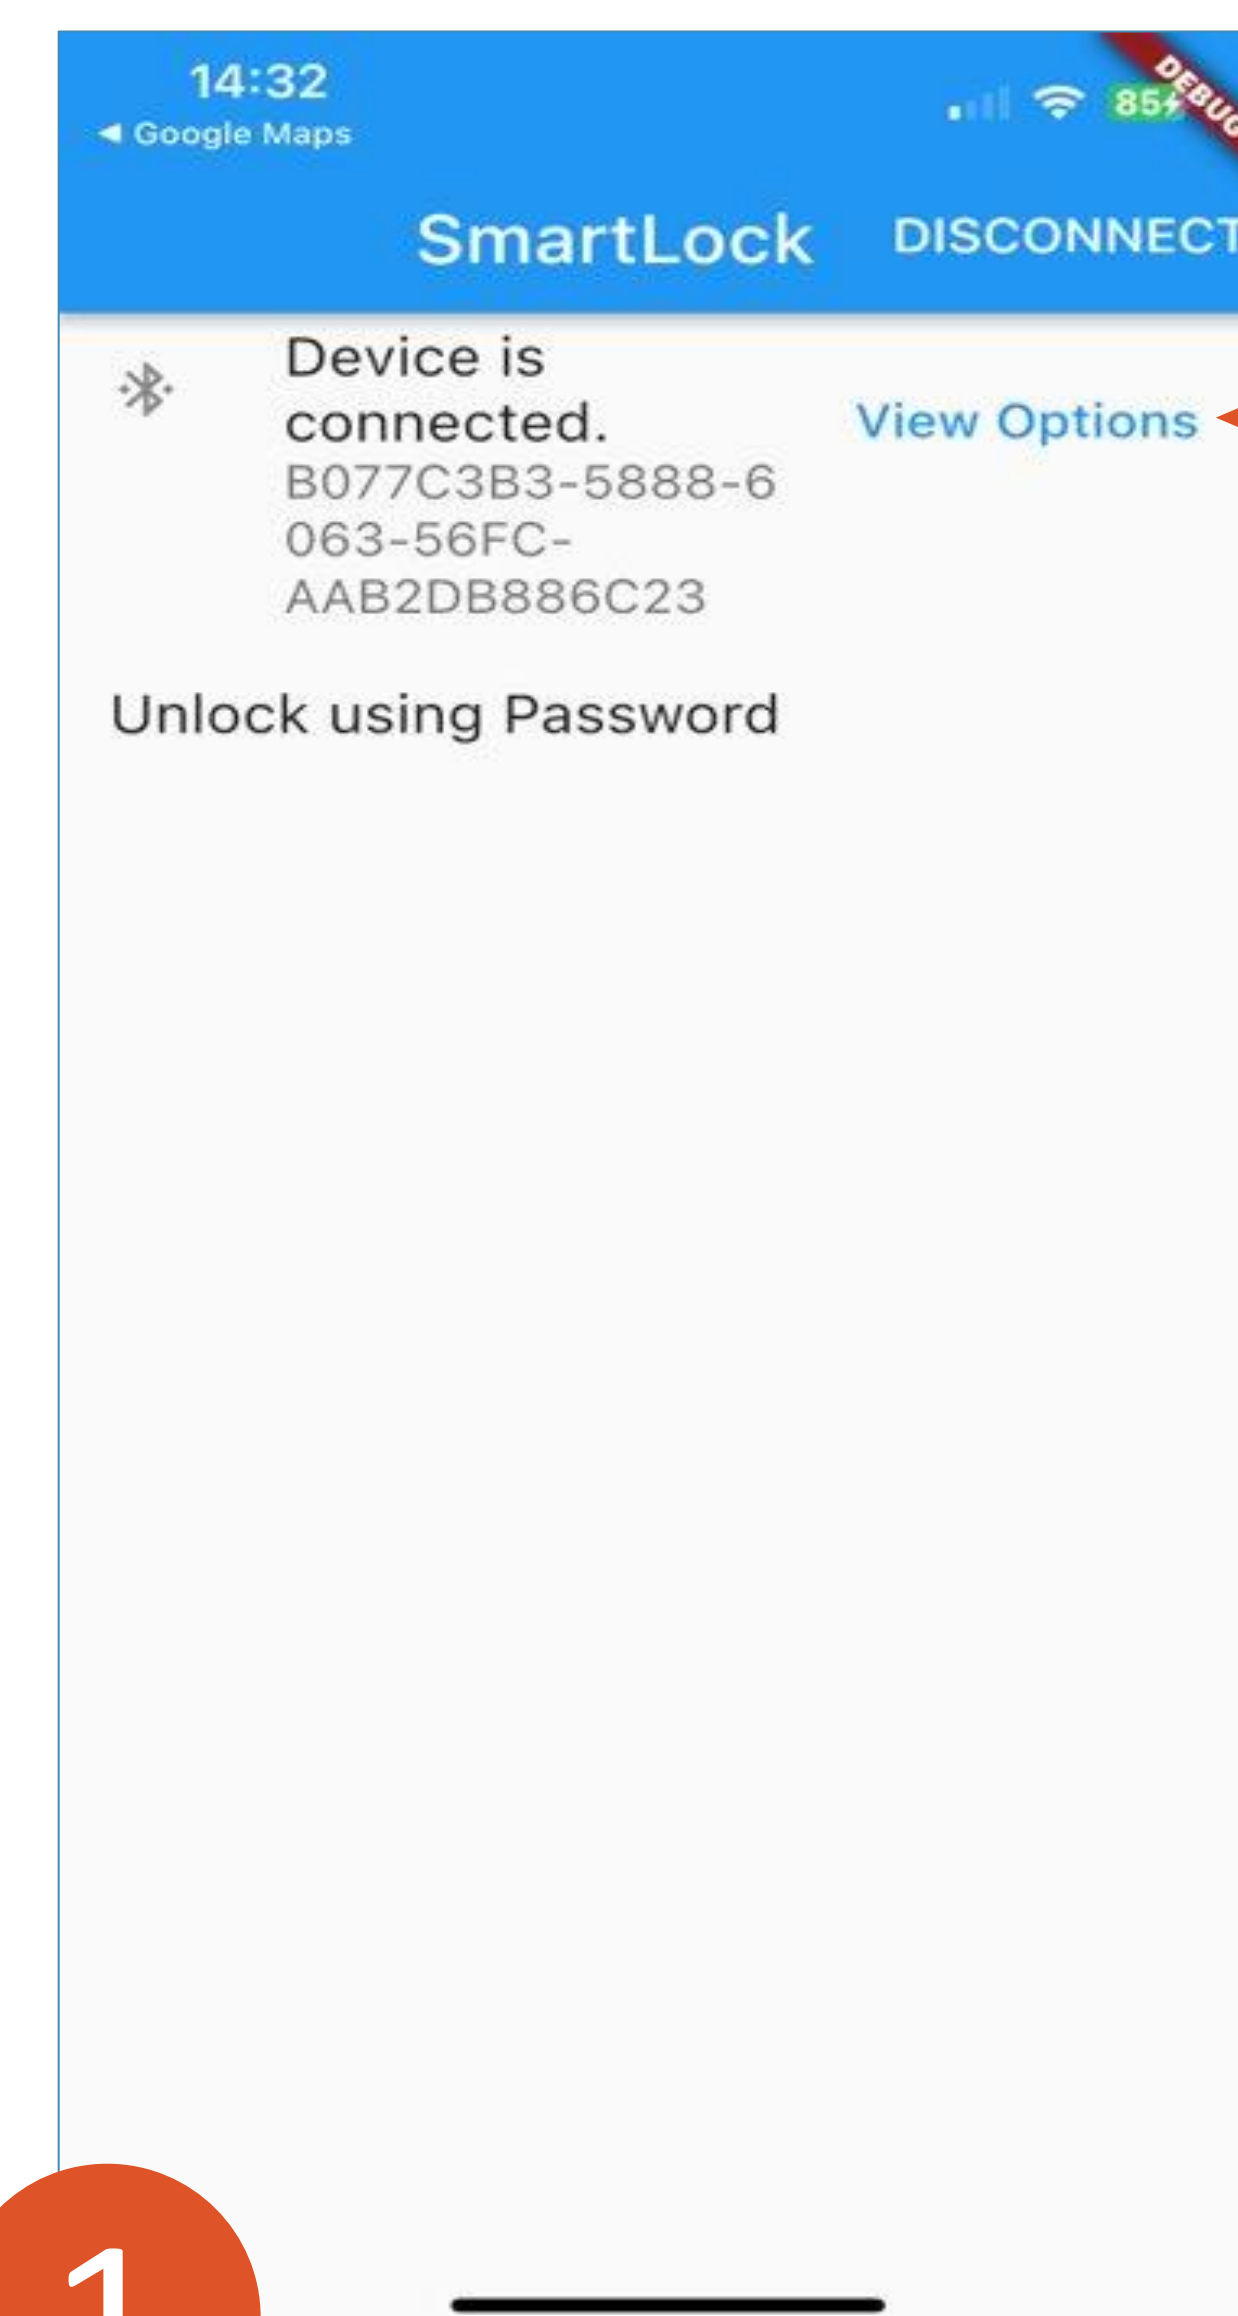 14:32
◀ Google Maps
85
DEBUG
SmartLock
DISCONNECT
Device is
connected.
View Options
B077C3B3-5888-6
063-56FC-
AAB2DB886C23
Unlock using Password
1